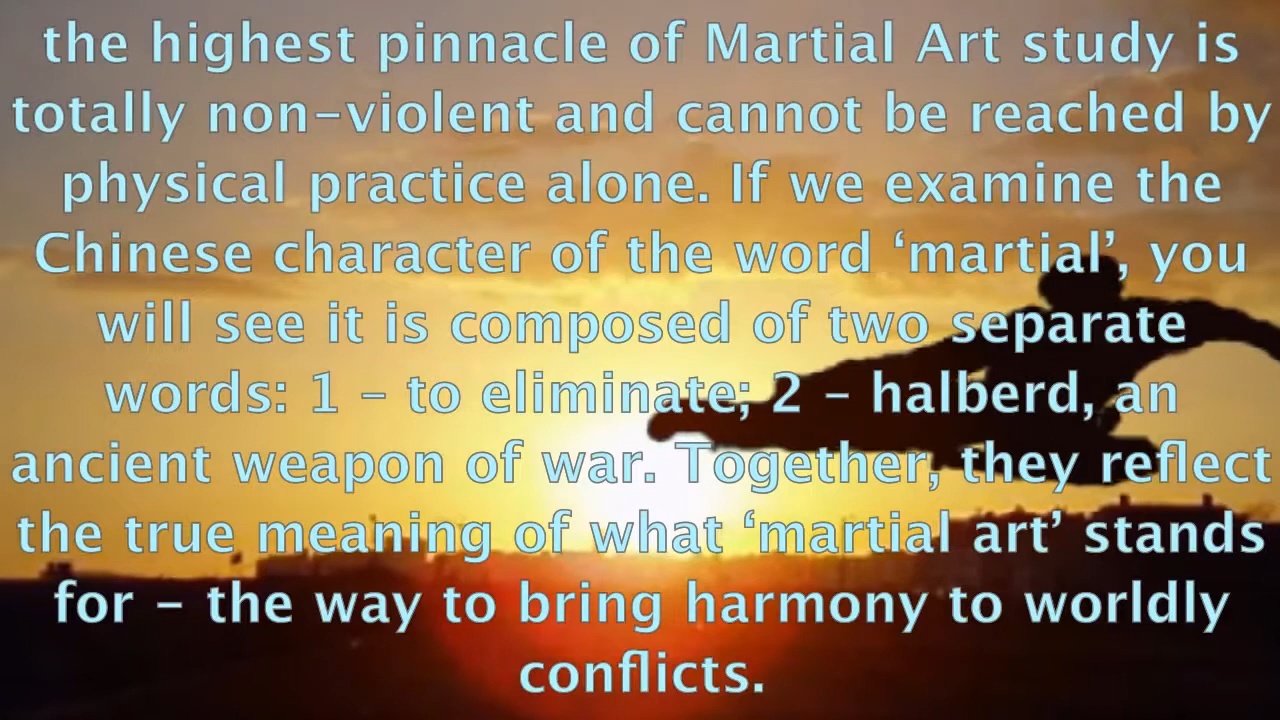 the highest pinnacle of Martial Art study is
totally non-violent and cannot be reached by
physical practice alone. If we examine the
Chinese character of the word ‘martial’, you
will see it is composed of two separate
words: 1 - to eliminate; 2 - halberd, an
ancient weapon of war. Together, they reflect
the true meaning of what ‘martial art’ stands
for - the way to bring harmony to worldly
conflicts.